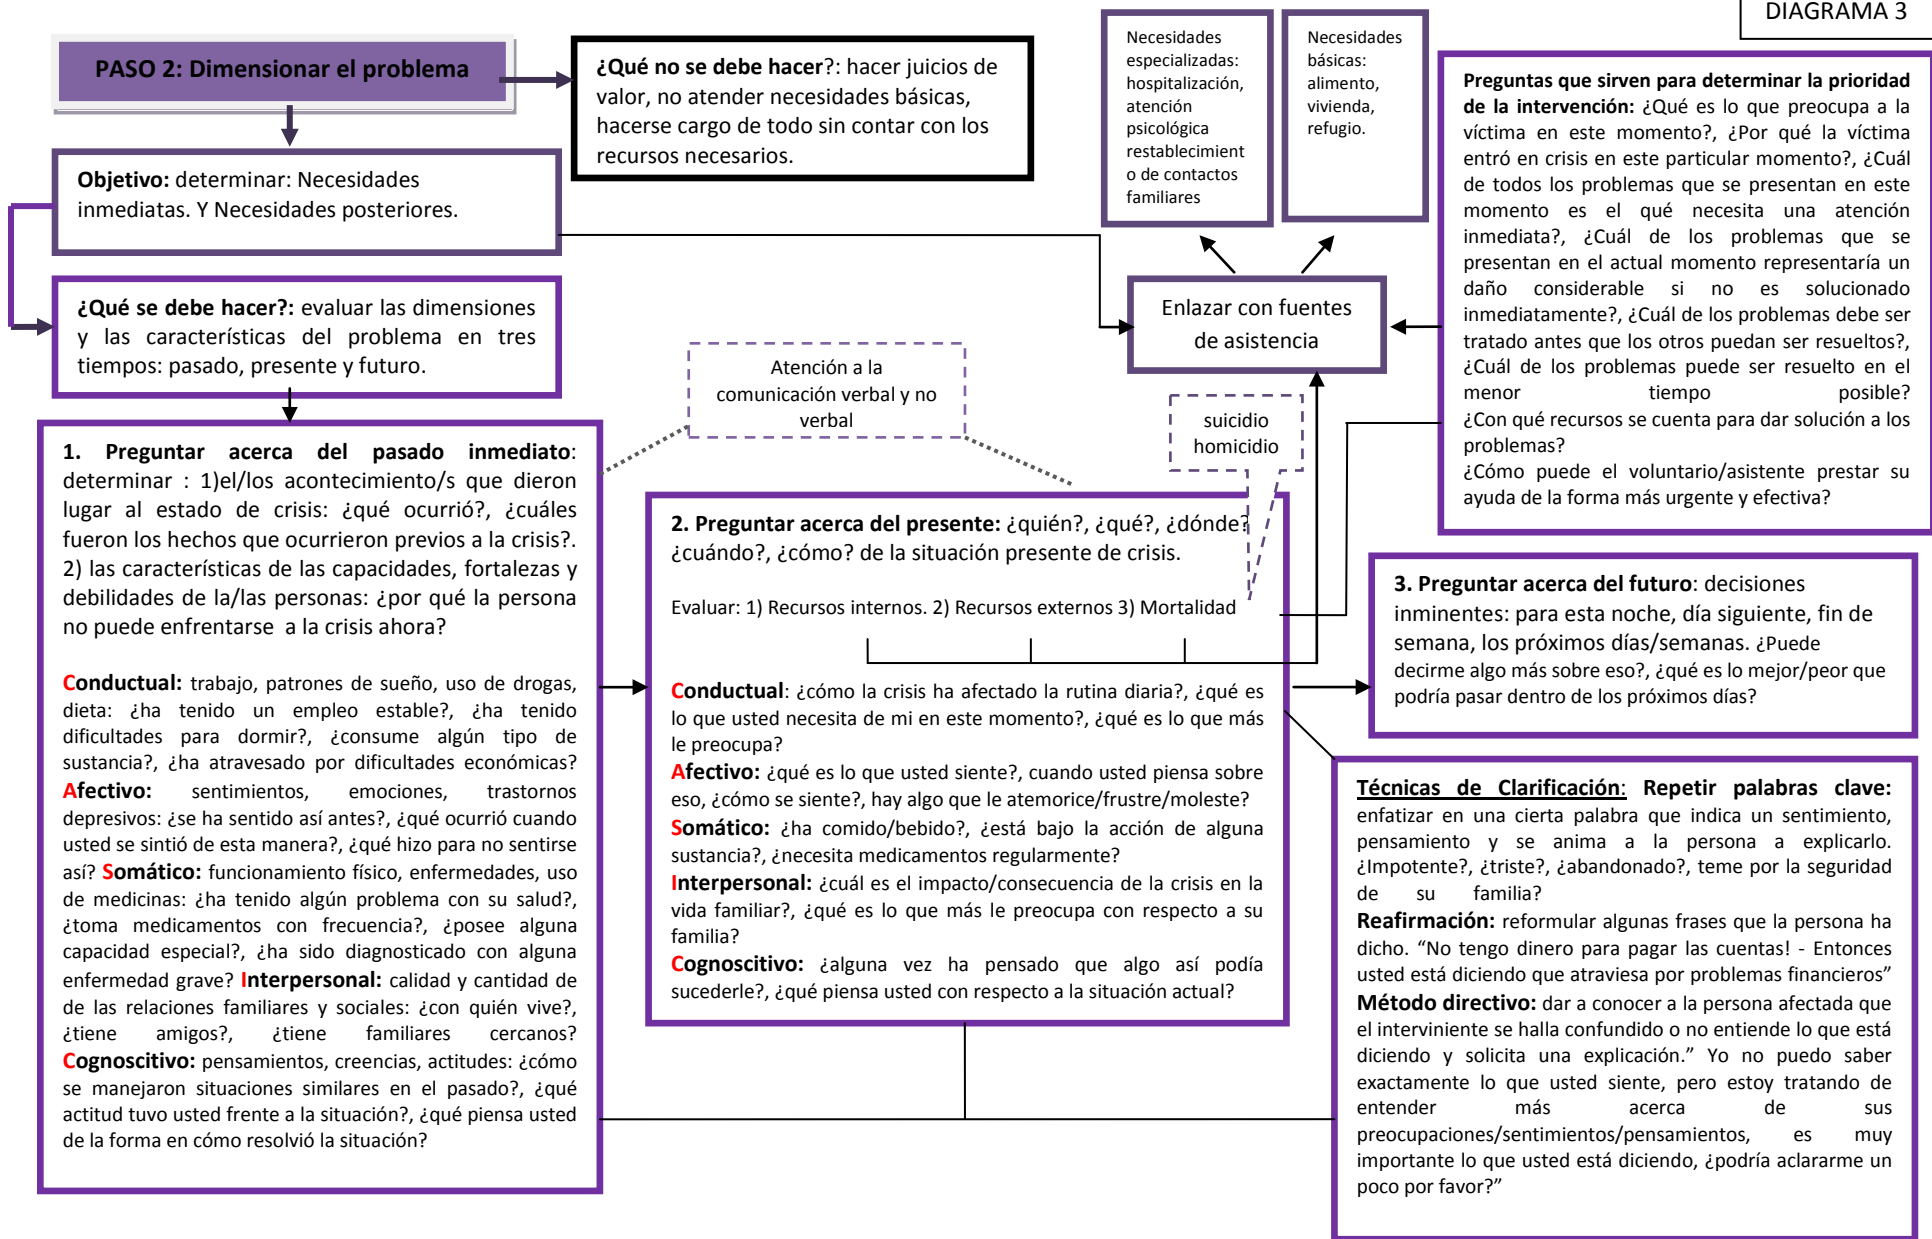 DIAGRAMA 3
PASO 2: Dimensionar el problema
¿Qué no se debe hacer?: hacer juicios de
valor, no atender necesidades básicas,
hacerse cargo de todo sin contar con los
recursos necesarios.
Necesidades
especializadas:
hospitalización,
atención
psicológica
restablecimient
o de contactos
familiares
Necesidades
básicas:
alimento,
vivienda,
refugio.
Preguntas que sirven para determinar la prioridad
de la intervención: ¿Qué es lo que preocupa a la
víctima en este momento?, ¿Por qué la víctima
entró en crisis en este particular momento?, ¿Cuál
de todos los problemas que se presentan en este
momento es el qué necesita una atención
inmediata?, ¿Cuál de los problemas que se
presentan en el actual momento representaría un
daño considerable si no es solucionado
inmediatamente?, ¿Cuál de los problemas debe ser
tratado antes que los otros puedan ser resueltos?,
¿Cuál de los problemas puede ser resuelto en el
menor tiempo posible?
¿Con qué recursos se cuenta para dar solución a los
problemas?
¿Cómo puede el voluntario/asistente prestar su
ayuda de la forma más urgente y efectiva?
Objetivo: determinar: Necesidades
inmediatas. Y Necesidades posteriores.
¿Qué se debe hacer?: evaluar las dimensiones
y las características del problema en tres
tiempos: pasado, presente y futuro.
Enlazar con fuentes
de asistencia
Atención a la
comunicación verbal y no
verbal
suicidio
homicidio
1. Preguntar acerca del pasado inmediato:
determinar : 1)el/los acontecimiento/s que dieron
lugar al estado de crisis: ¿qué ocurrió?, ¿cuáles
fueron los hechos que ocurrieron previos a la crisis?.
2) las características de las capacidades, fortalezas y
debilidades de la/las personas: ¿por qué la persona
no puede enfrentarse a la crisis ahora?
Conductual: trabajo, patrones de sueño, uso de drogas,
dieta: ¿ha tenido un empleo estable?, ¿ha tenido
dificultades para dormir?, ¿consume algún tipo de
sustancia?, ¿ha atravesado por dificultades económicas?
Afectivo: sentimientos, emociones, trastornos
depresivos: ¿se ha sentido así antes?, ¿qué ocurrió cuando
usted se sintió de esta manera?, ¿qué hizo para no sentirse
así? Somático: funcionamiento físico, enfermedades, uso
de medicinas: ¿ha tenido algún problema con su salud?,
¿toma medicamentos con frecuencia?, ¿posee alguna
capacidad especial?, ¿ha sido diagnosticado con alguna
enfermedad grave? Interpersonal: calidad y cantidad de
de las relaciones familiares y sociales: ¿con quién vive?,
¿tiene amigos?, ¿tiene familiares cercanos?
Cognoscitivo: pensamientos, creencias, actitudes: ¿cómo
se manejaron situaciones similares en el pasado?, ¿qué
actitud tuvo usted frente a la situación?, ¿qué piensa usted
de la forma en cómo resolvió la situación?
2. Preguntar acerca del presente: ¿quién?, ¿qué?, ¿dónde?
¿cuándo?, ¿cómo? de la situación presente de crisis.
Evaluar: 1) Recursos internos. 2) Recursos externos 3) Mortalidad
Conductual: ¿cómo la crisis ha afectado la rutina diaria?, ¿qué es
lo que usted necesita de mi en este momento?, ¿qué es lo que más
le preocupa?
Afectivo: ¿qué es lo que usted siente?, cuando usted piensa sobre
eso, ¿cómo se siente?, hay algo que le atemorice/frustre/moleste?
Somático: ¿ha comido/bebido?, ¿está bajo la acción de alguna
sustancia?, ¿necesita medicamentos regularmente?
Interpersonal: ¿cuál es el impacto/consecuencia de la crisis en la
vida familiar?, ¿qué es lo que más le preocupa con respecto a su
familia?
Cognoscitivo: ¿alguna vez ha pensado que algo así podía
sucederle?, ¿qué piensa usted con respecto a la situación actual?
3. Preguntar acerca del futuro: decisiones
inminentes: para esta noche, día siguiente, fin de
semana, los próximos días/semanas. ¿Puede
decirme algo más sobre eso?, ¿qué es lo mejor/peor que
podría pasar dentro de los próximos días?
Técnicas de Clarificación: Repetir palabras clave:
enfatizar en una cierta palabra que indica un sentimiento,
pensamiento y se anima a la persona a explicarlo.
¿Impotente?, ¿triste?, ¿abandonado?, teme por la seguridad
de su familia?
Reafirmación: reformular algunas frases que la persona ha
dicho. “No tengo dinero para pagar las cuentas! - Entonces
usted está diciendo que atraviesa por problemas financieros”
Método directivo: dar a conocer a la persona afectada que
el interviniente se halla confundido o no entiende lo que está
diciendo y solicita una explicación.” Yo no puedo saber
exactamente lo que usted siente, pero estoy tratando de
entender más acerca de sus
preocupaciones/sentimientos/pensamientos, es muy
importante lo que usted está diciendo, ¿podría aclararme un
poco por favor?”